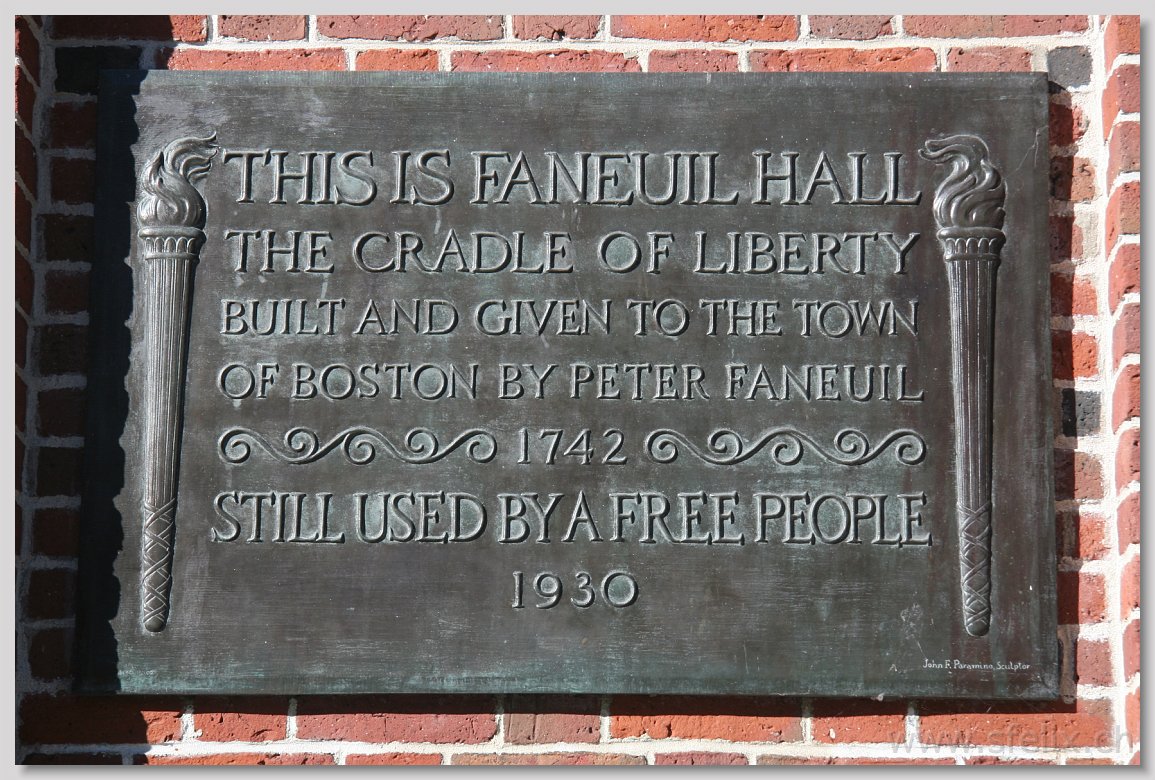 THIS IS FANEUIL HALL
THE CRADLE OF LIBERTY
BUILT AND GIVEN TO THE TOWN
OF BOSTON BY PETER FANEUIL
1742
STILL USED BY A FREE PEOPLE
1930
John F. Paramino, Sculptor
www.sfelix.ch